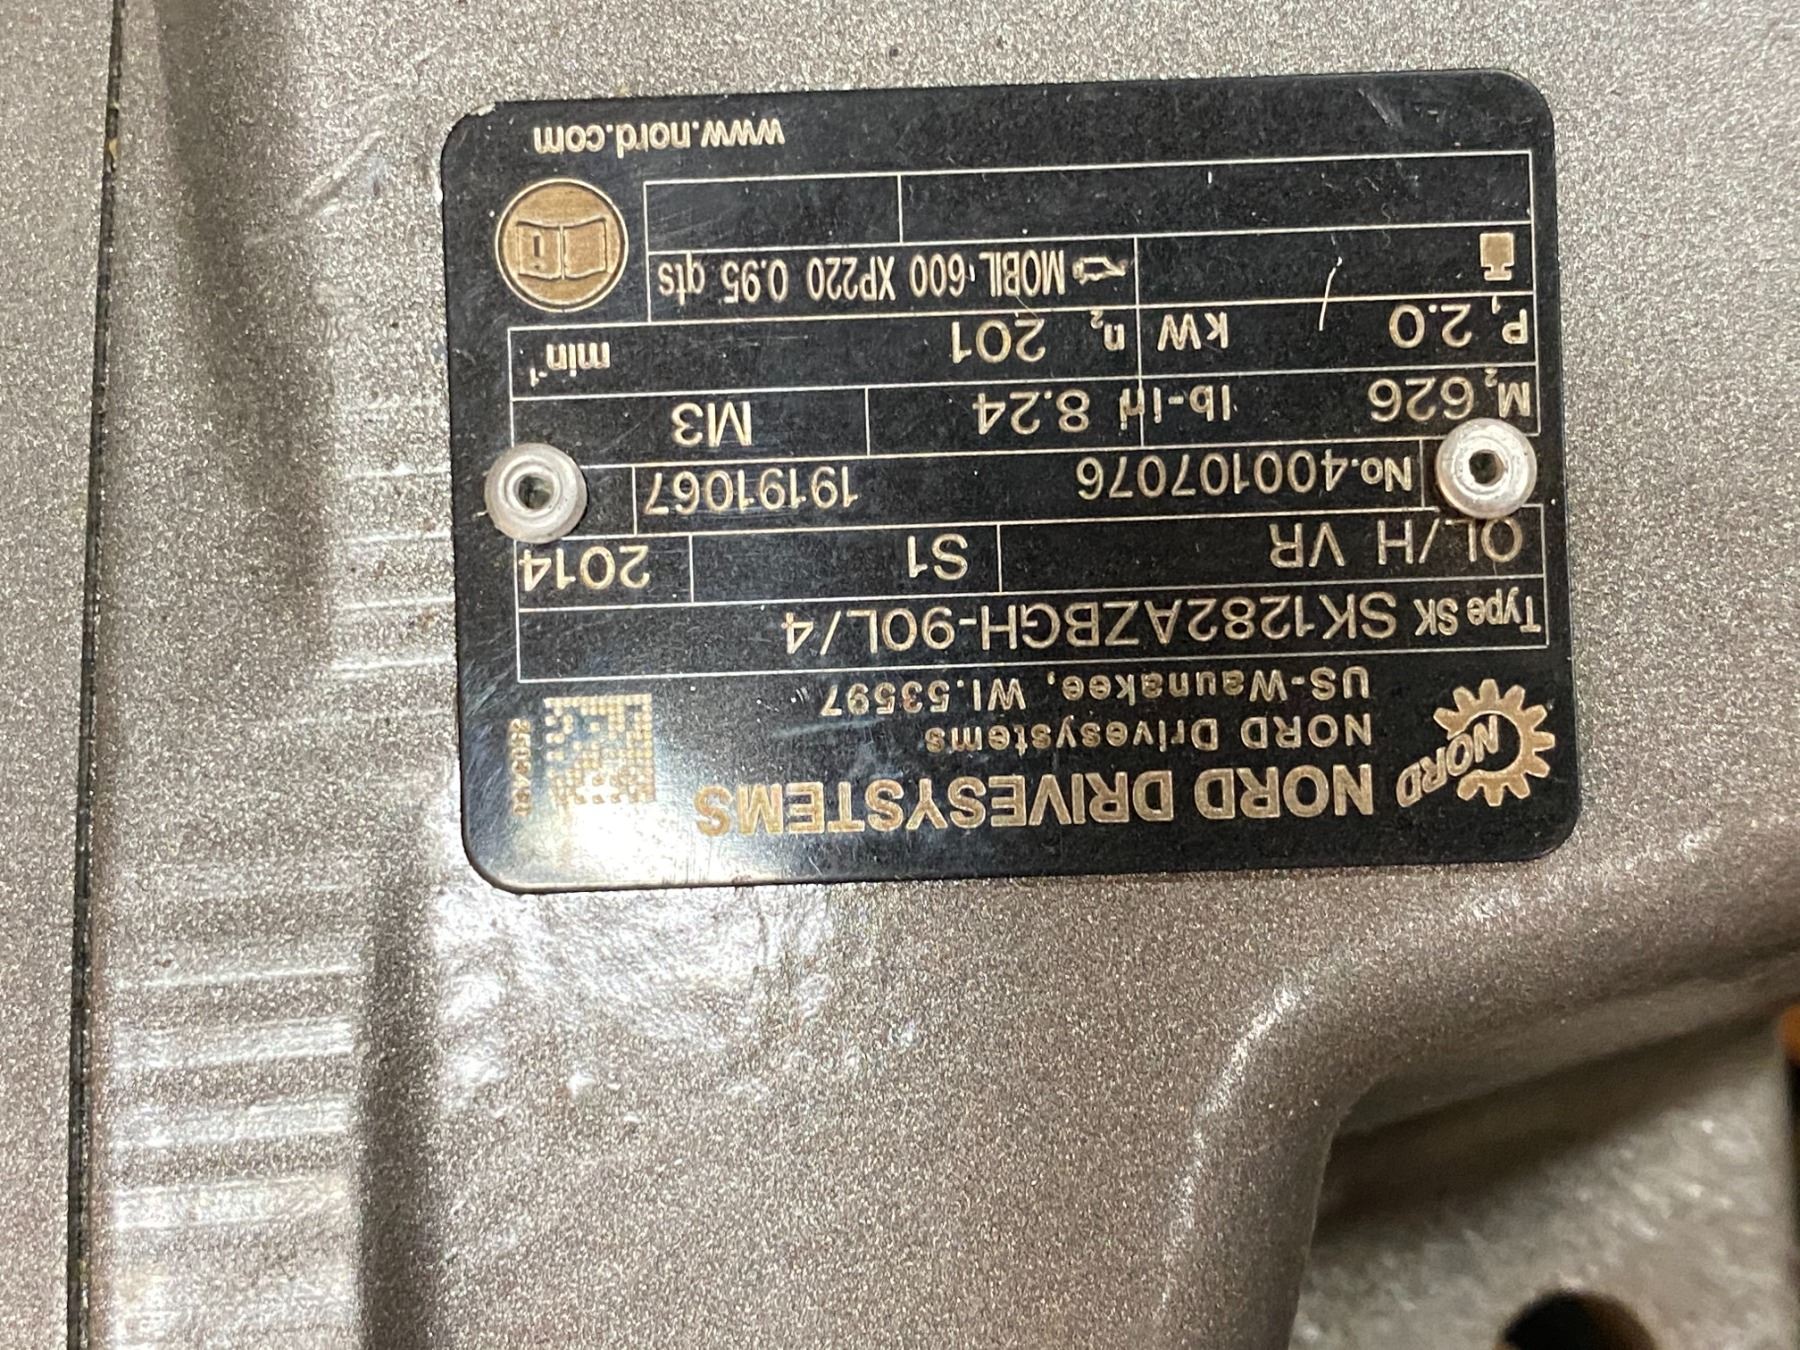 NORD NORD DRIVESYSTEMS
NORD Drivesystems
US-Waunakee, WI.53597
Type SK SK1282AZBGH-90L/4
OL/H VR S1 2014
No.400107076 19191067
M₂ 626 lb-in i 8.24 M3
P₁ 2.0 kW n₂ 201 min⁻¹
MOBIL 600 XP220 0.95 qts
www.nord.com